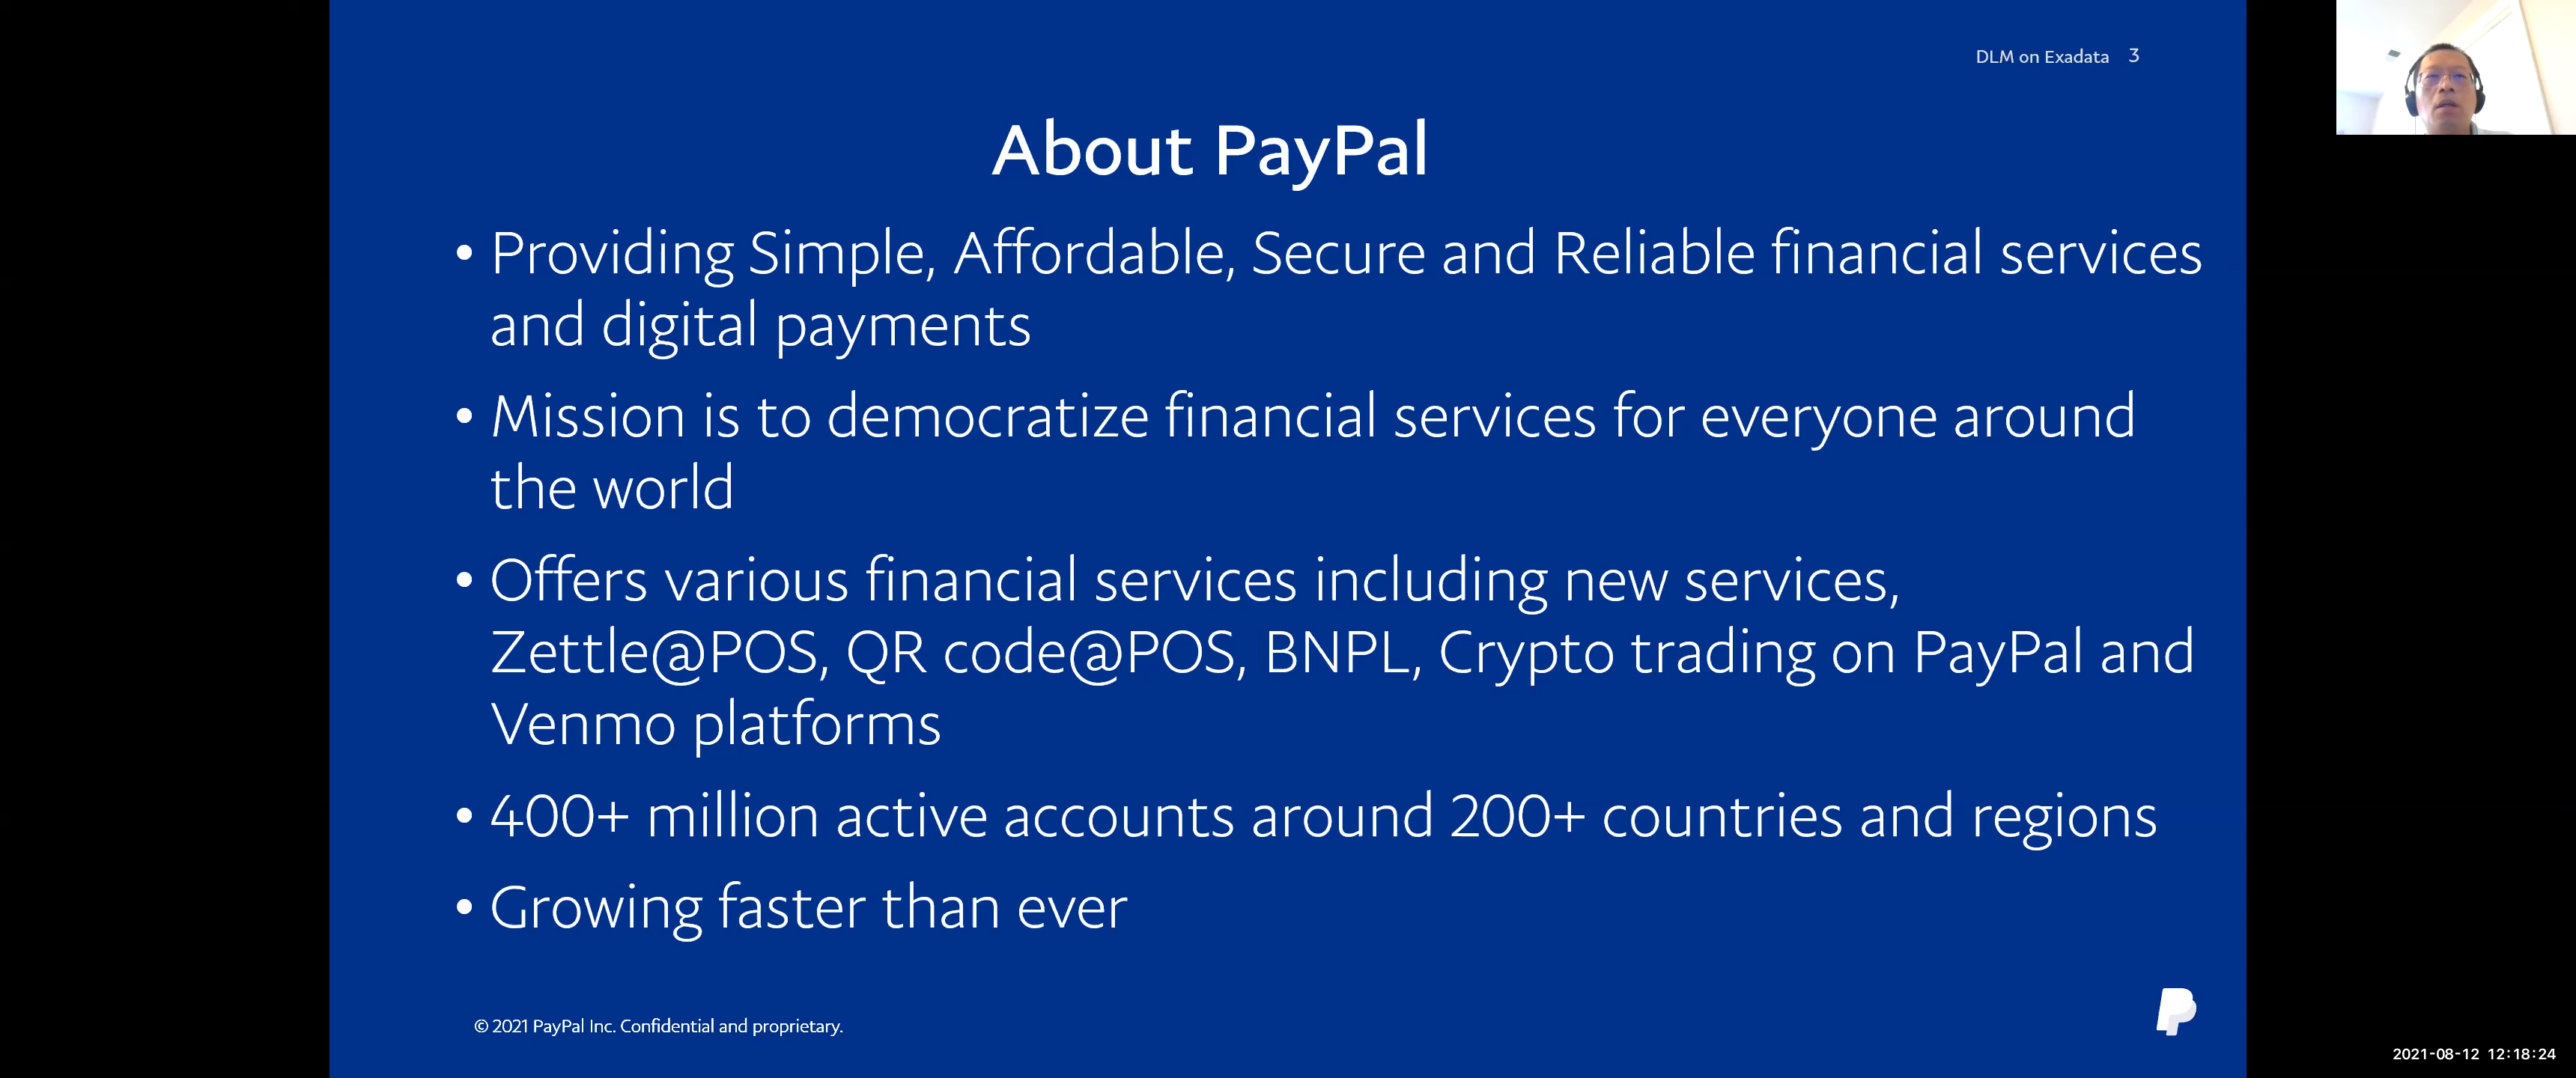 DLM on Exadata 3
About PayPal
• Providing Simple, Affordable, Secure and Reliable financial services
and digital payments
• Mission is to democratize financial services for everyone around
the world
• Offers various financial services including new services,
Zettle@POS, QR code@POS, BNPL, Crypto trading on PayPal and
Venmo platforms
• 400+ million active accounts around 200+ countries and regions
• Growing faster than ever
© 2021 PayPal Inc. Confidential and proprietary.
2021-08-12 12:18:24